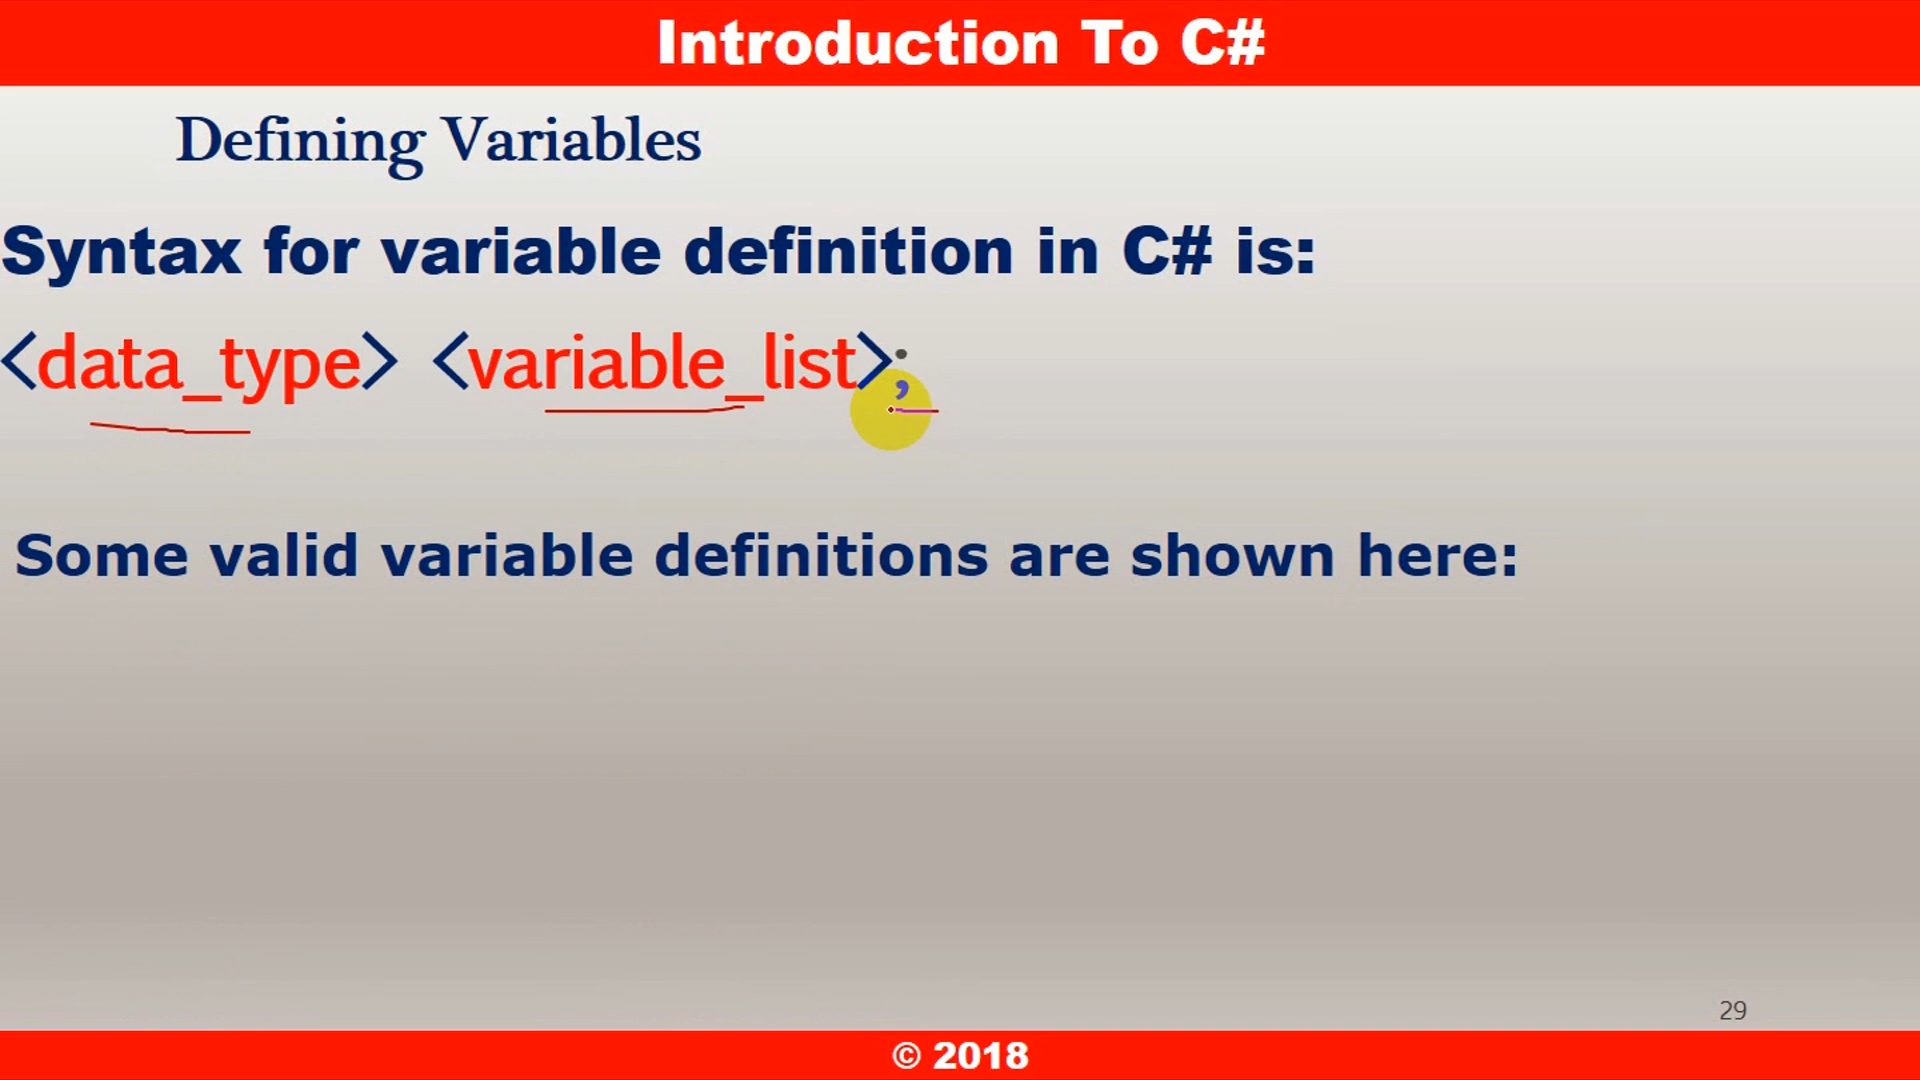 Introduction To C#
Defining Variables
Syntax for variable definition in C# is:
<data_type> <variable_list>;
Some valid variable definitions are shown here:
29
© 2018